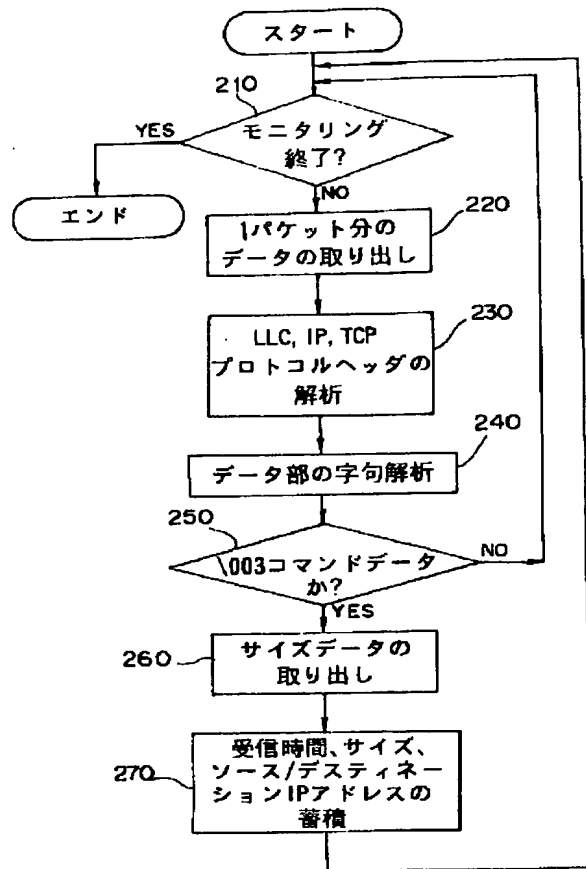 スタート
210
YES
モニタリング
終了?
エンド
NO
220
1パケット分の
データの取り出し
230
LLC, IP, TCP
プロトコルヘッダの
解析
240
データ部の字句解析
250
\003コマンドデータ
か?
NO
YES
260
サイズデータの
取り出し
270
受信時間、サイズ、
ソース/デスティネー
ションIPアドレスの
蓄積